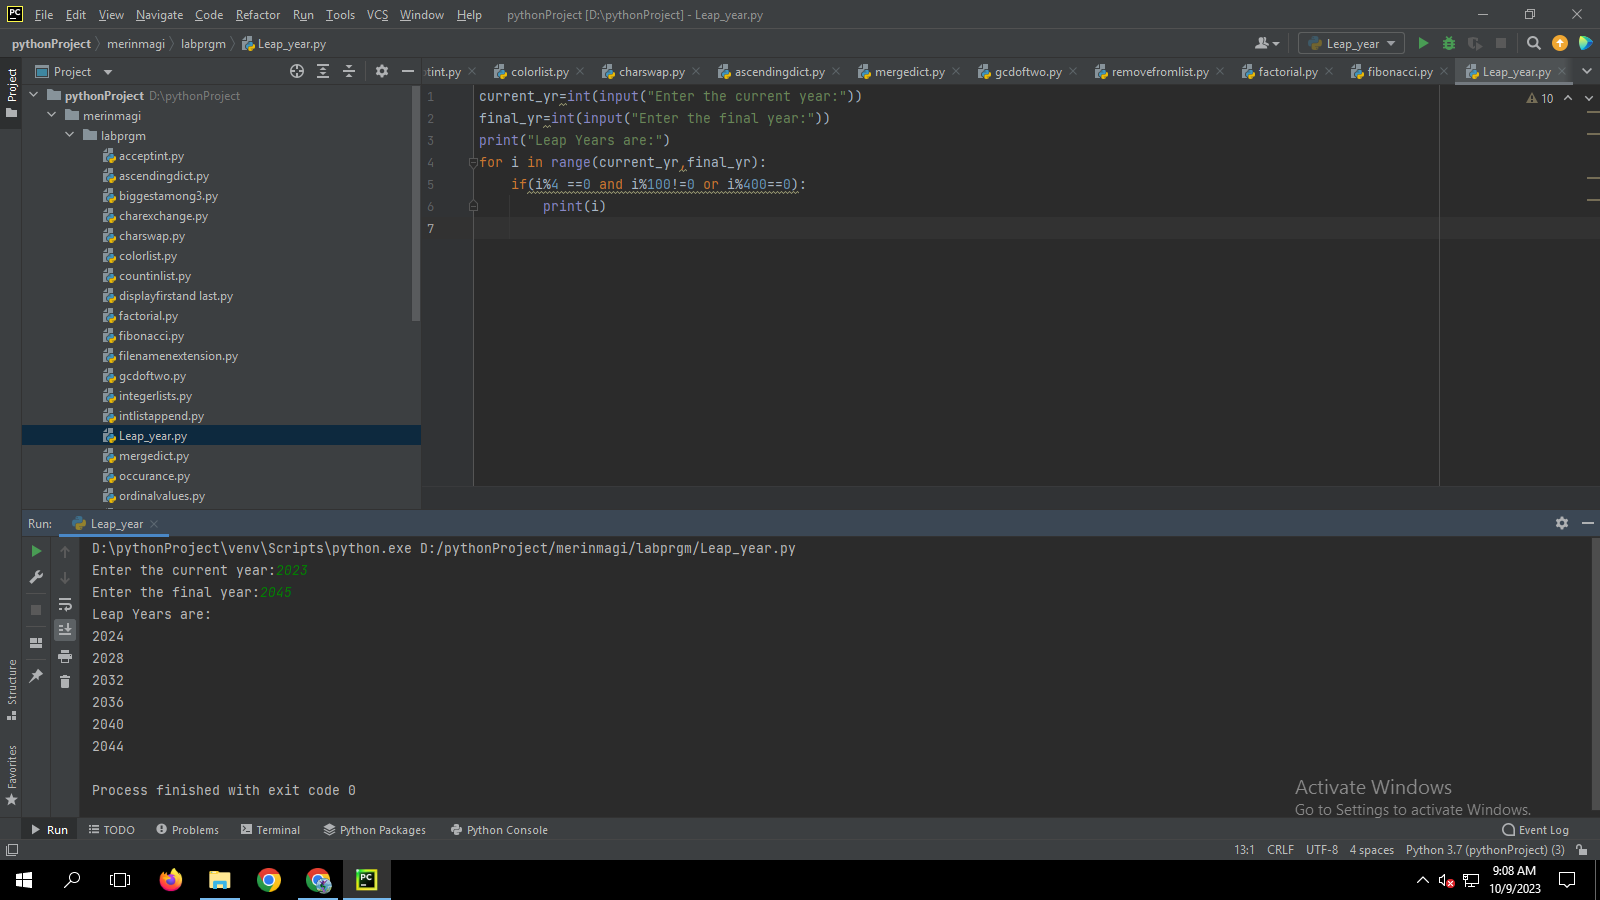 File Edit View Navigate Code Refactor Run Tools VCS Window Help pythonProject [D:\pythonProject] - Leap_year.py
pythonProject merinmagi labprgm Leap_year.py Leap_year
Project tint.py colorlist.py charswap.py ascendingdict.py mergedict.py gcdoftwo.py removefromlist.py factorial.py fibonacci.py Leap_year.py
Project
pythonProject D:\pythonProject
merinmagi
labprgm
acceptint.py
ascendingdict.py
biggestamong3.py
charexchange.py
charswap.py
colorlist.py
countinlist.py
displayfirstand last.py
factorial.py
fibonacci.py
filenamenextension.py
gcdoftwo.py
integerlists.py
intlistappend.py
Leap_year.py
mergedict.py
occurance.py
ordinalvalues.py
1 current_yr=int(input("Enter the current year:"))
2 final_yr=int(input("Enter the final year:"))
3 print("Leap Years are:")
4 for i in range(current_yr,final_yr):
5 if(i%4 ==0 and i%100!=0 or i%400==0):
6 print(i)
7
10
Run: Leap_year
D:\pythonProject\venv\Scripts\python.exe D:/pythonProject/merinmagi/labprgm/Leap_year.py
Enter the current year:2023
Enter the final year:2045
Leap Years are:
2024
2028
2032
2036
2040
2044
Process finished with exit code 0
Structure
Favorites
Activate Windows
Go to Settings to activate Windows.
Run TODO Problems Terminal Python Packages Python Console Event Log
13:1 CRLF UTF-8 4 spaces Python 3.7 (pythonProject) (3)
PC
9:08 AM
10/9/2023